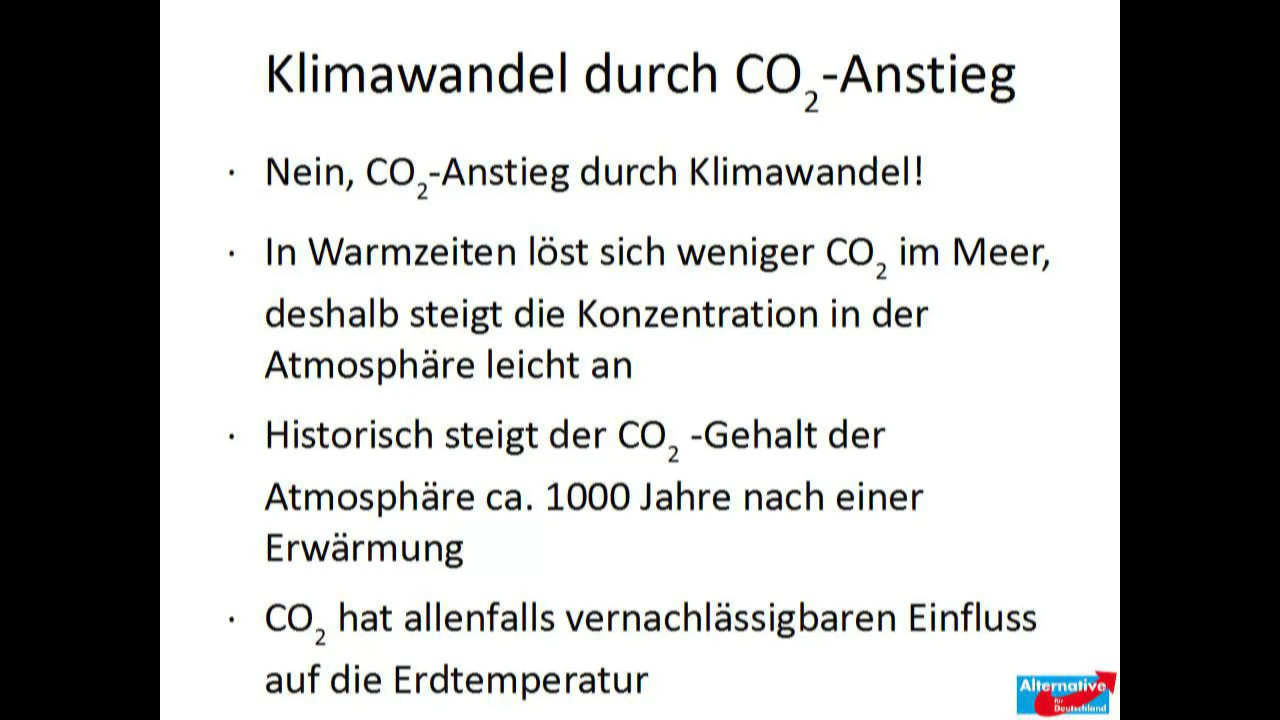 Klimawandel durch CO₂-Anstieg
· Nein, CO₂-Anstieg durch Klimawandel!
· In Warmzeiten löst sich weniger CO₂ im Meer,
deshalb steigt die Konzentration in der
Atmosphäre leicht an
· Historisch steigt der CO₂ -Gehalt der
Atmosphäre ca. 1000 Jahre nach einer
Erwärmung
· CO₂ hat allenfalls vernachlässigbaren Einfluss
auf die Erdtemperatur
Alternative
für
Deutschland